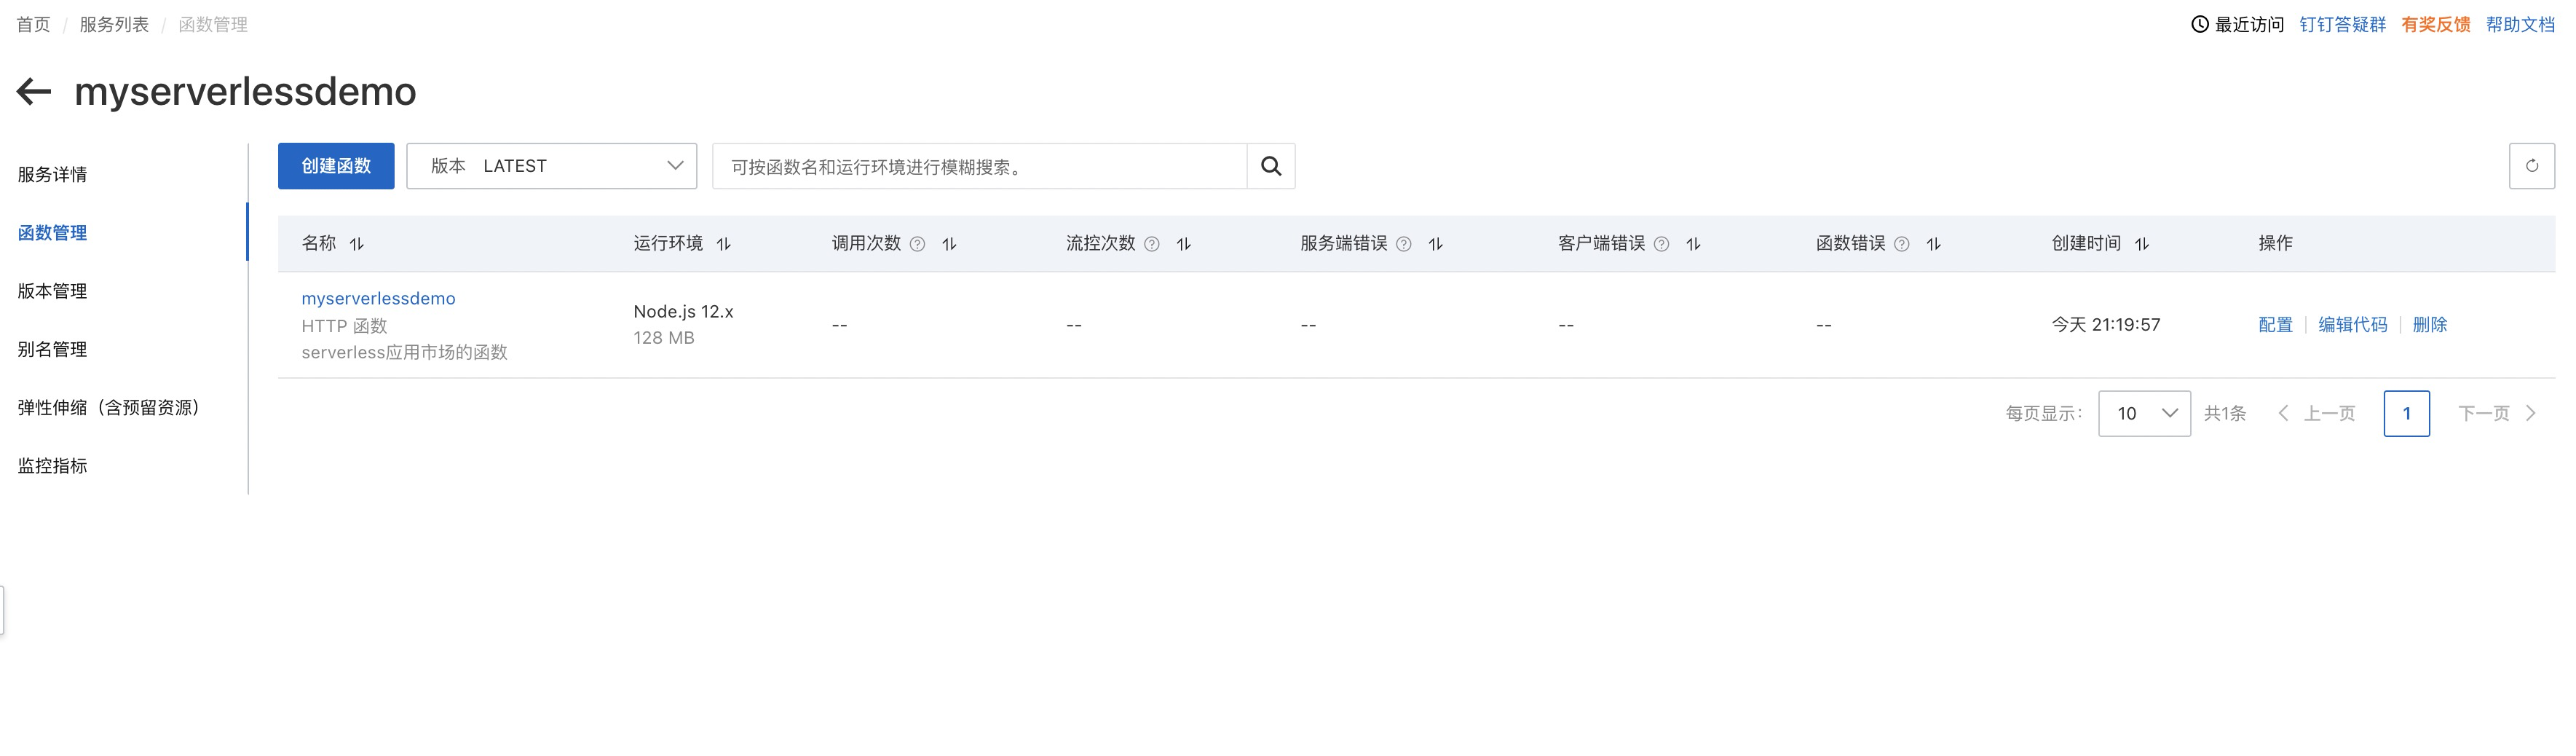 首页 / 服务列表 / 函数管理
最近访问 钉钉答疑群 有奖反馈 帮助文档
myserverlessdemo
服务详情
函数管理
版本管理
别名管理
弹性伸缩（含预留资源）
监控指标
创建函数 版本 LATEST 可按函数名和运行环境进行模糊搜索。
名称 运行环境 调用次数 流控次数 服务端错误 客户端错误 函数错误 创建时间 操作
myserverlessdemo
HTTP 函数
serverless应用市场的函数
Node.js 12.x
128 MB
-- -- -- -- -- 今天 21:19:57 配置 | 编辑代码 | 删除
每页显示： 10 共1条 上一页 1 下一页